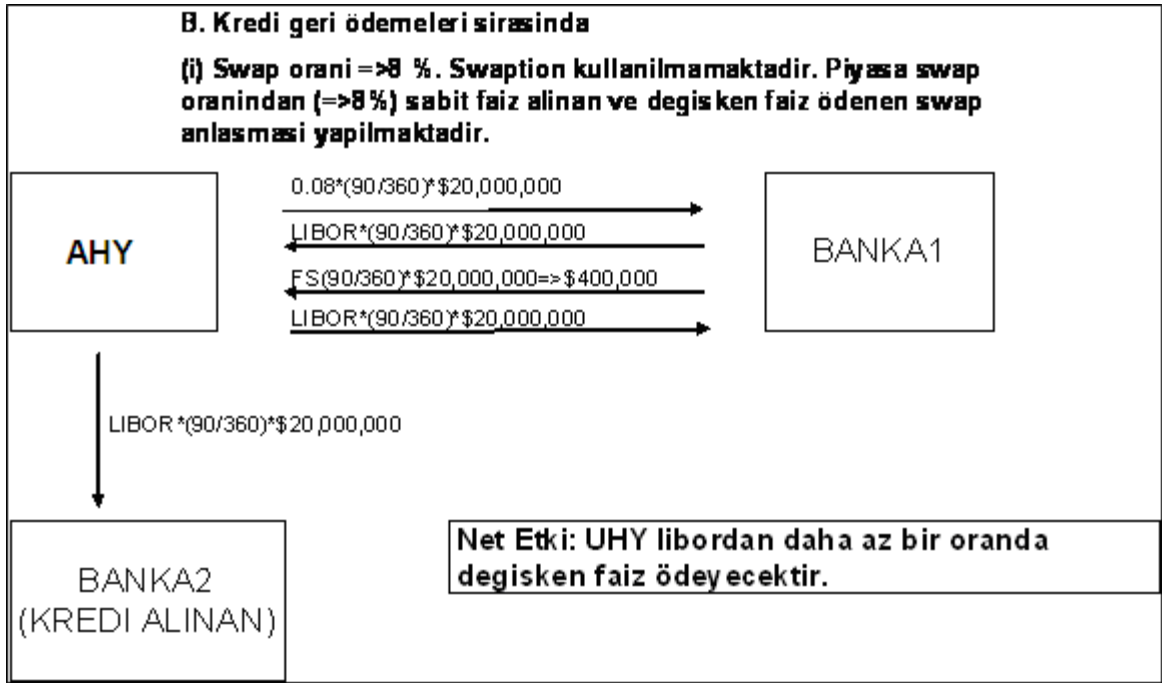 B. Kredi geri ödemeleri sirasinda
(i) Swap orani =>8 %. Swaption kullanilmamaktadir. Piyasa swap
oranindan (=>8%) sabit faiz alinan ve degisken faiz ödenen swap
anlasmasi yapilmaktadir.
0.08*(90/360)*$20,000,000
LIBOR*(90/360)*$20,000,000
AHY
BANKA1
FS(90/360)*$20,000,000=>$400,000
LIBOR*(90/360)*$20,000,000
LIBOR*(90/360)*$20,000,000
Net Etki: UHY libordan daha az bir oranda
degisken faiz ödeyecektir.
BANKA2
(KREDI ALINAN)